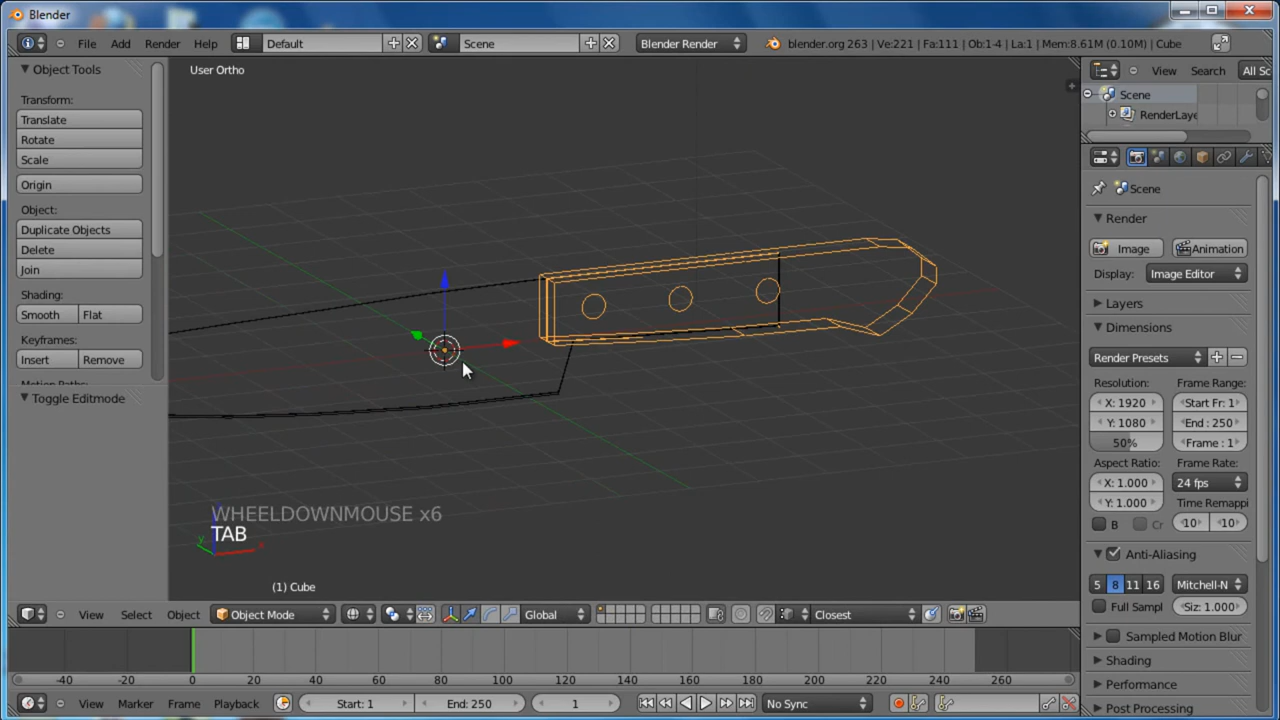 Blender
File Add Render Help Default Scene Blender Render blender.org 263 | Ve:221 | Fa:111 | Ob:1-4 | La:1 | Mem:8.61M (0.10M) | Cube
Object Tools
Transform:
Translate
Rotate
Scale
Origin
Object:
Duplicate Objects
Delete
Join
Shading:
Smooth Flat
Keyframes:
Insert Remove
Toggle Editmode
User Ortho
WHEELDOWNMOUSE x6
TAB
y x
(1) Cube
View Search All Sc
Scene
RenderLaye
Scene
Render
Image Animation
Display: Image Editor
Layers
Dimensions
Render Presets
Resolution: Frame Range:
X: 1920 Start Fr: 1
Y: 1080 End : 250
50% Frame : 1
Aspect Ratio: Frame Rate:
X: 1.000 24 fps
Y: 1.000 Time Remappi
B Cr 10 10
Anti-Aliasing
5 8 11 16 Mitchell-N
Full Sampl Siz: 1.000
Sampled Motion Blur
Shading
Performance
Post Processing
View Select Object Object Mode Global Closest
-40 -20 0 20 40 60 80 100 120 140 160 180 200 220 240 260
View Marker Frame Playback Start: 1 End: 250 1 No Sync